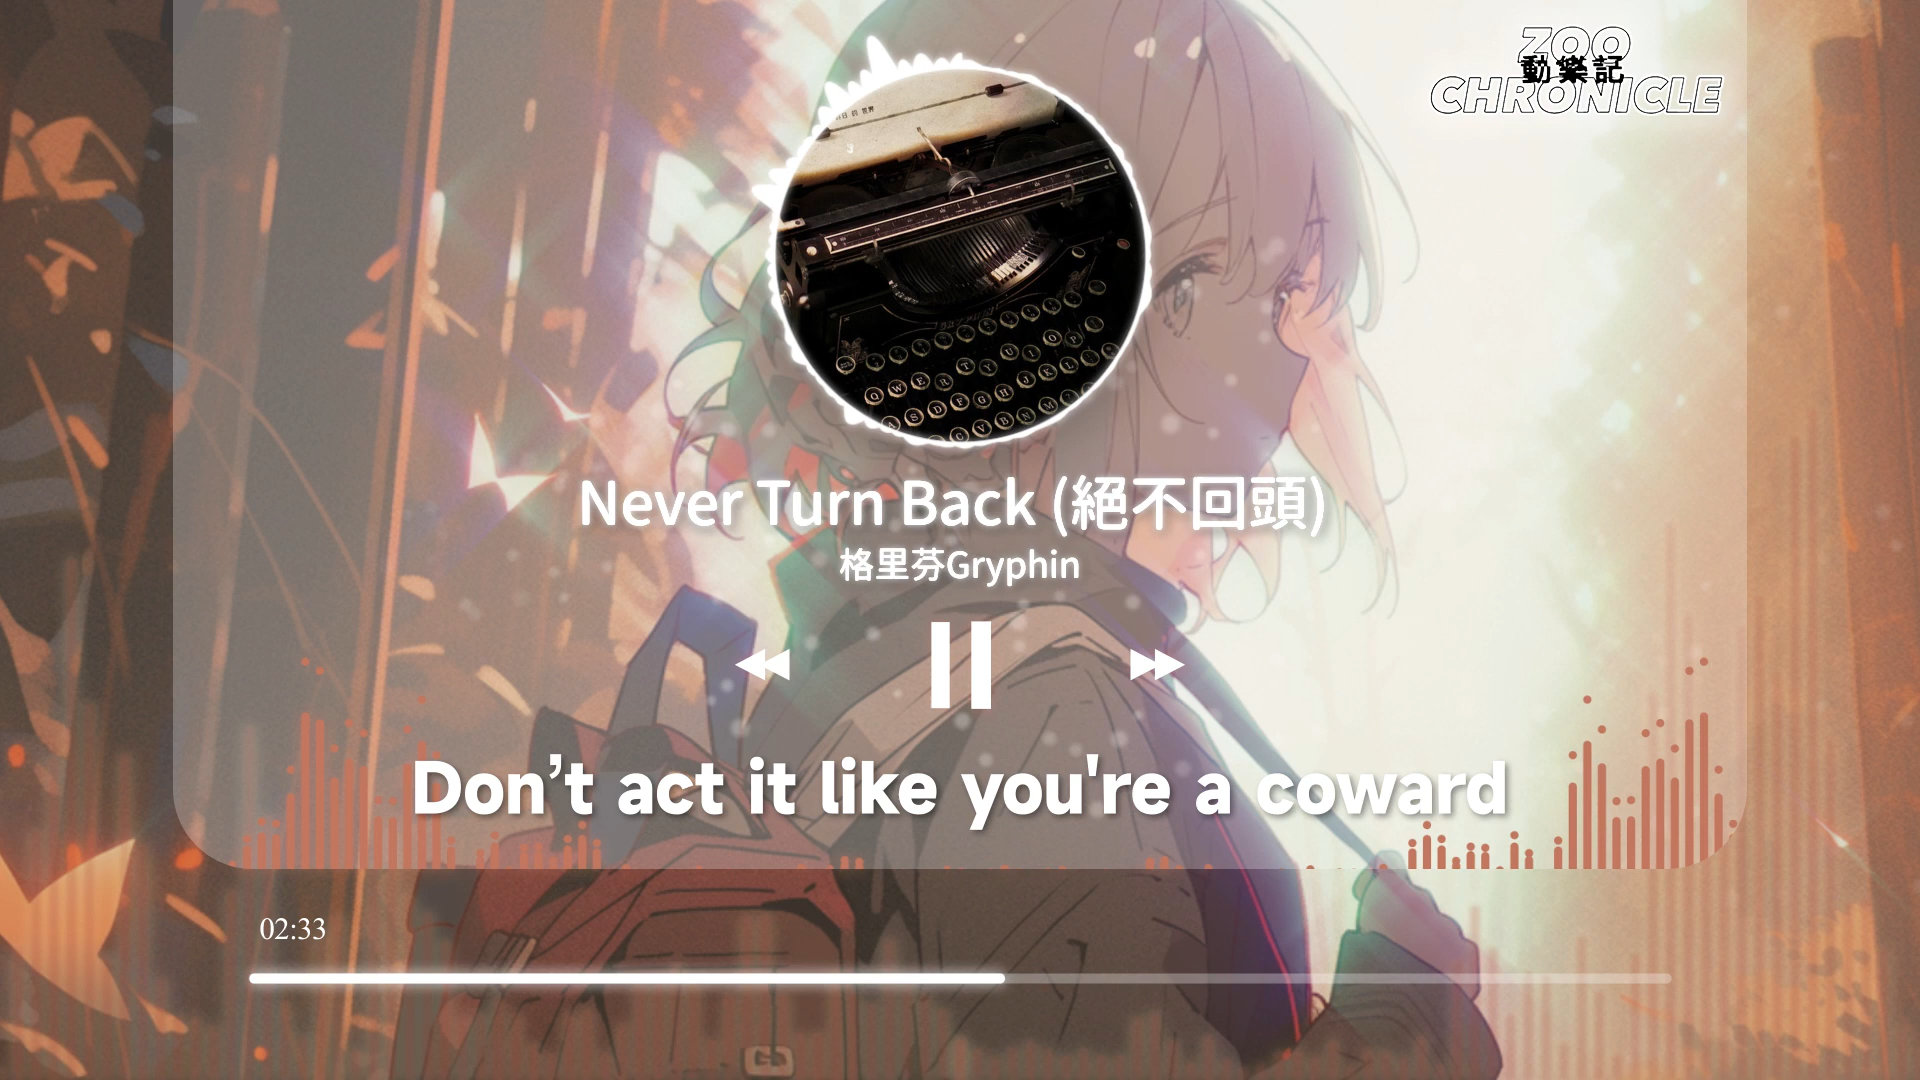 ZOO
動樂記
CHRONICLE
Never Turn Back (絕不回頭)
格里芬Gryphin
Don’t act it like you're a coward
02:33
Q W E R T Y U I O P
A S D F G H J K L
C V B N M